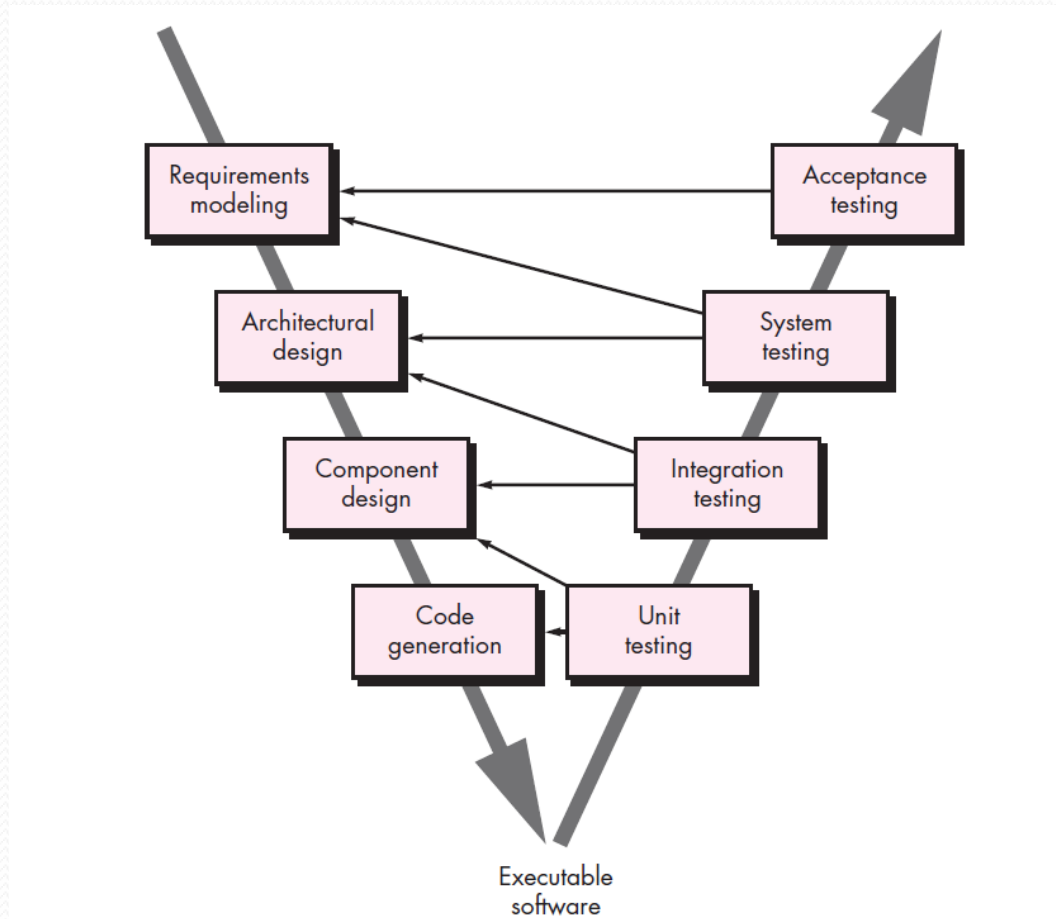 Requirements
modeling
Acceptance
testing
Architectural
design
System
testing
Component
design
Integration
testing
Code
generation
Unit
testing
Executable
software